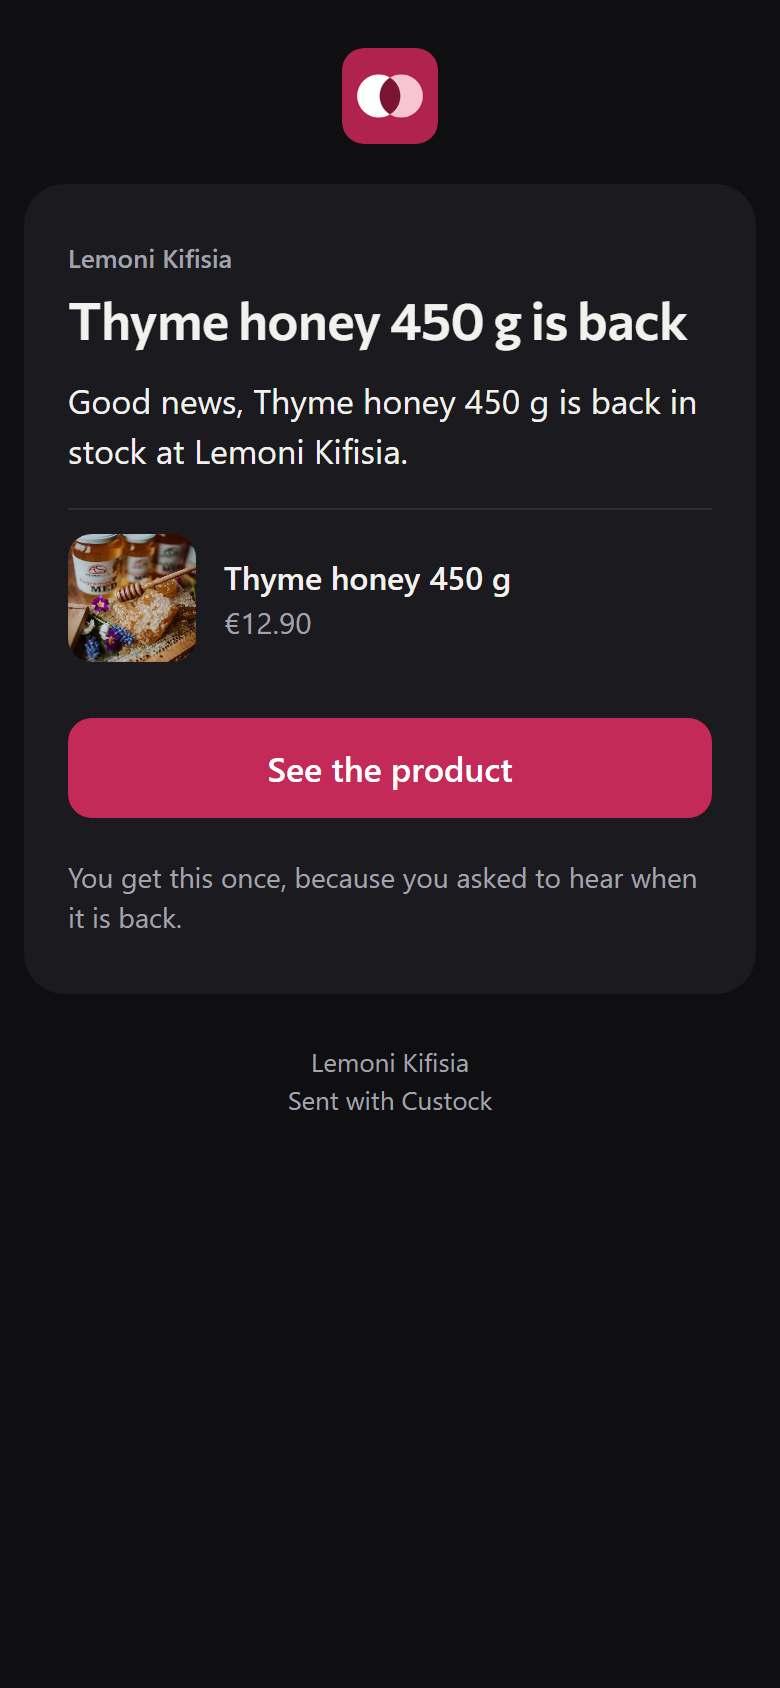 Lemoni Kifisia
Thyme honey 450 g is back
Good news, Thyme honey 450 g is back in
stock at Lemoni Kifisia.
Thyme honey 450 g
€12.90
See the product
You get this once, because you asked to hear when
it is back.
Lemoni Kifisia
Sent with Custock